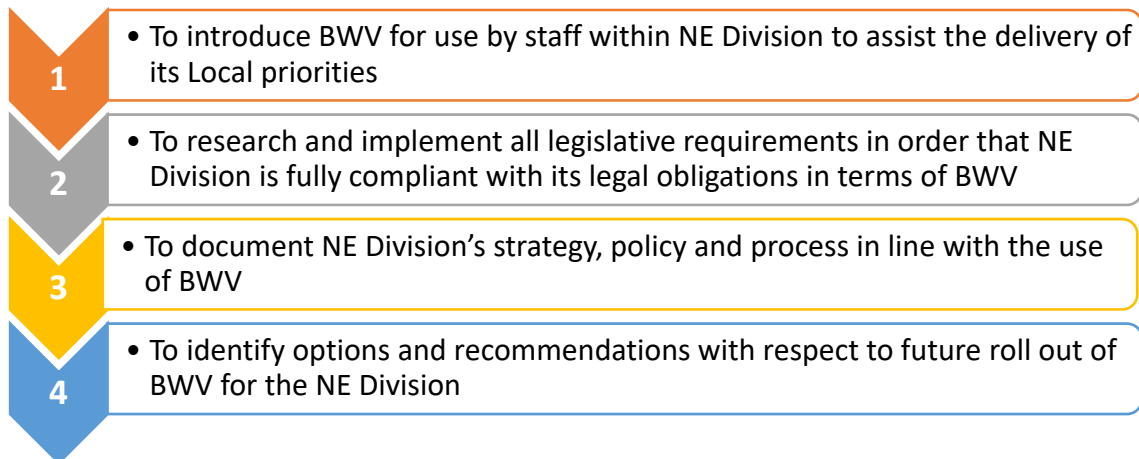 1
• To introduce BWV for use by staff within NE Division to assist the delivery of
its Local priorities
2
• To research and implement all legislative requirements in order that NE
Division is fully compliant with its legal obligations in terms of BWV
3
• To document NE Division’s strategy, policy and process in line with the use
of BWV
4
• To identify options and recommendations with respect to future roll out of
BWV for the NE Division